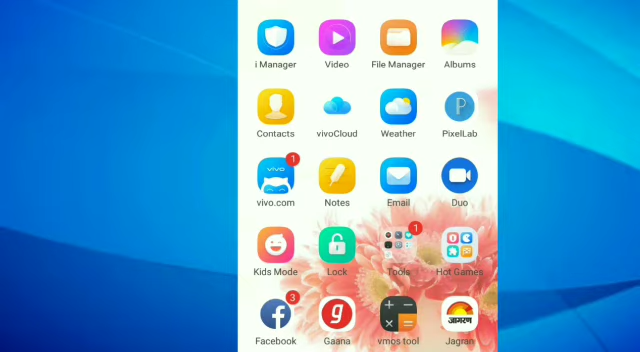 i Manager Video File Manager Albums
P
Contacts vivoCloud Weather PixelLab
vivo 1
vivo.com Notes Email Duo
1
Kids Mode Lock Tools Hot Games
f 3 g जागरण
Facebook Gaana vmos tool Jagran